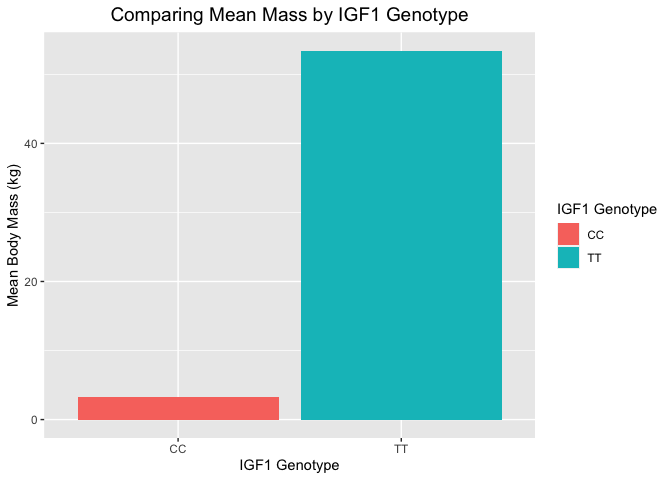 Comparing Mean Mass by IGF1 Genotype
Mean Body Mass (kg)
40
20
0
CC
TT
IGF1 Genotype
IGF1 Genotype
CC
TT